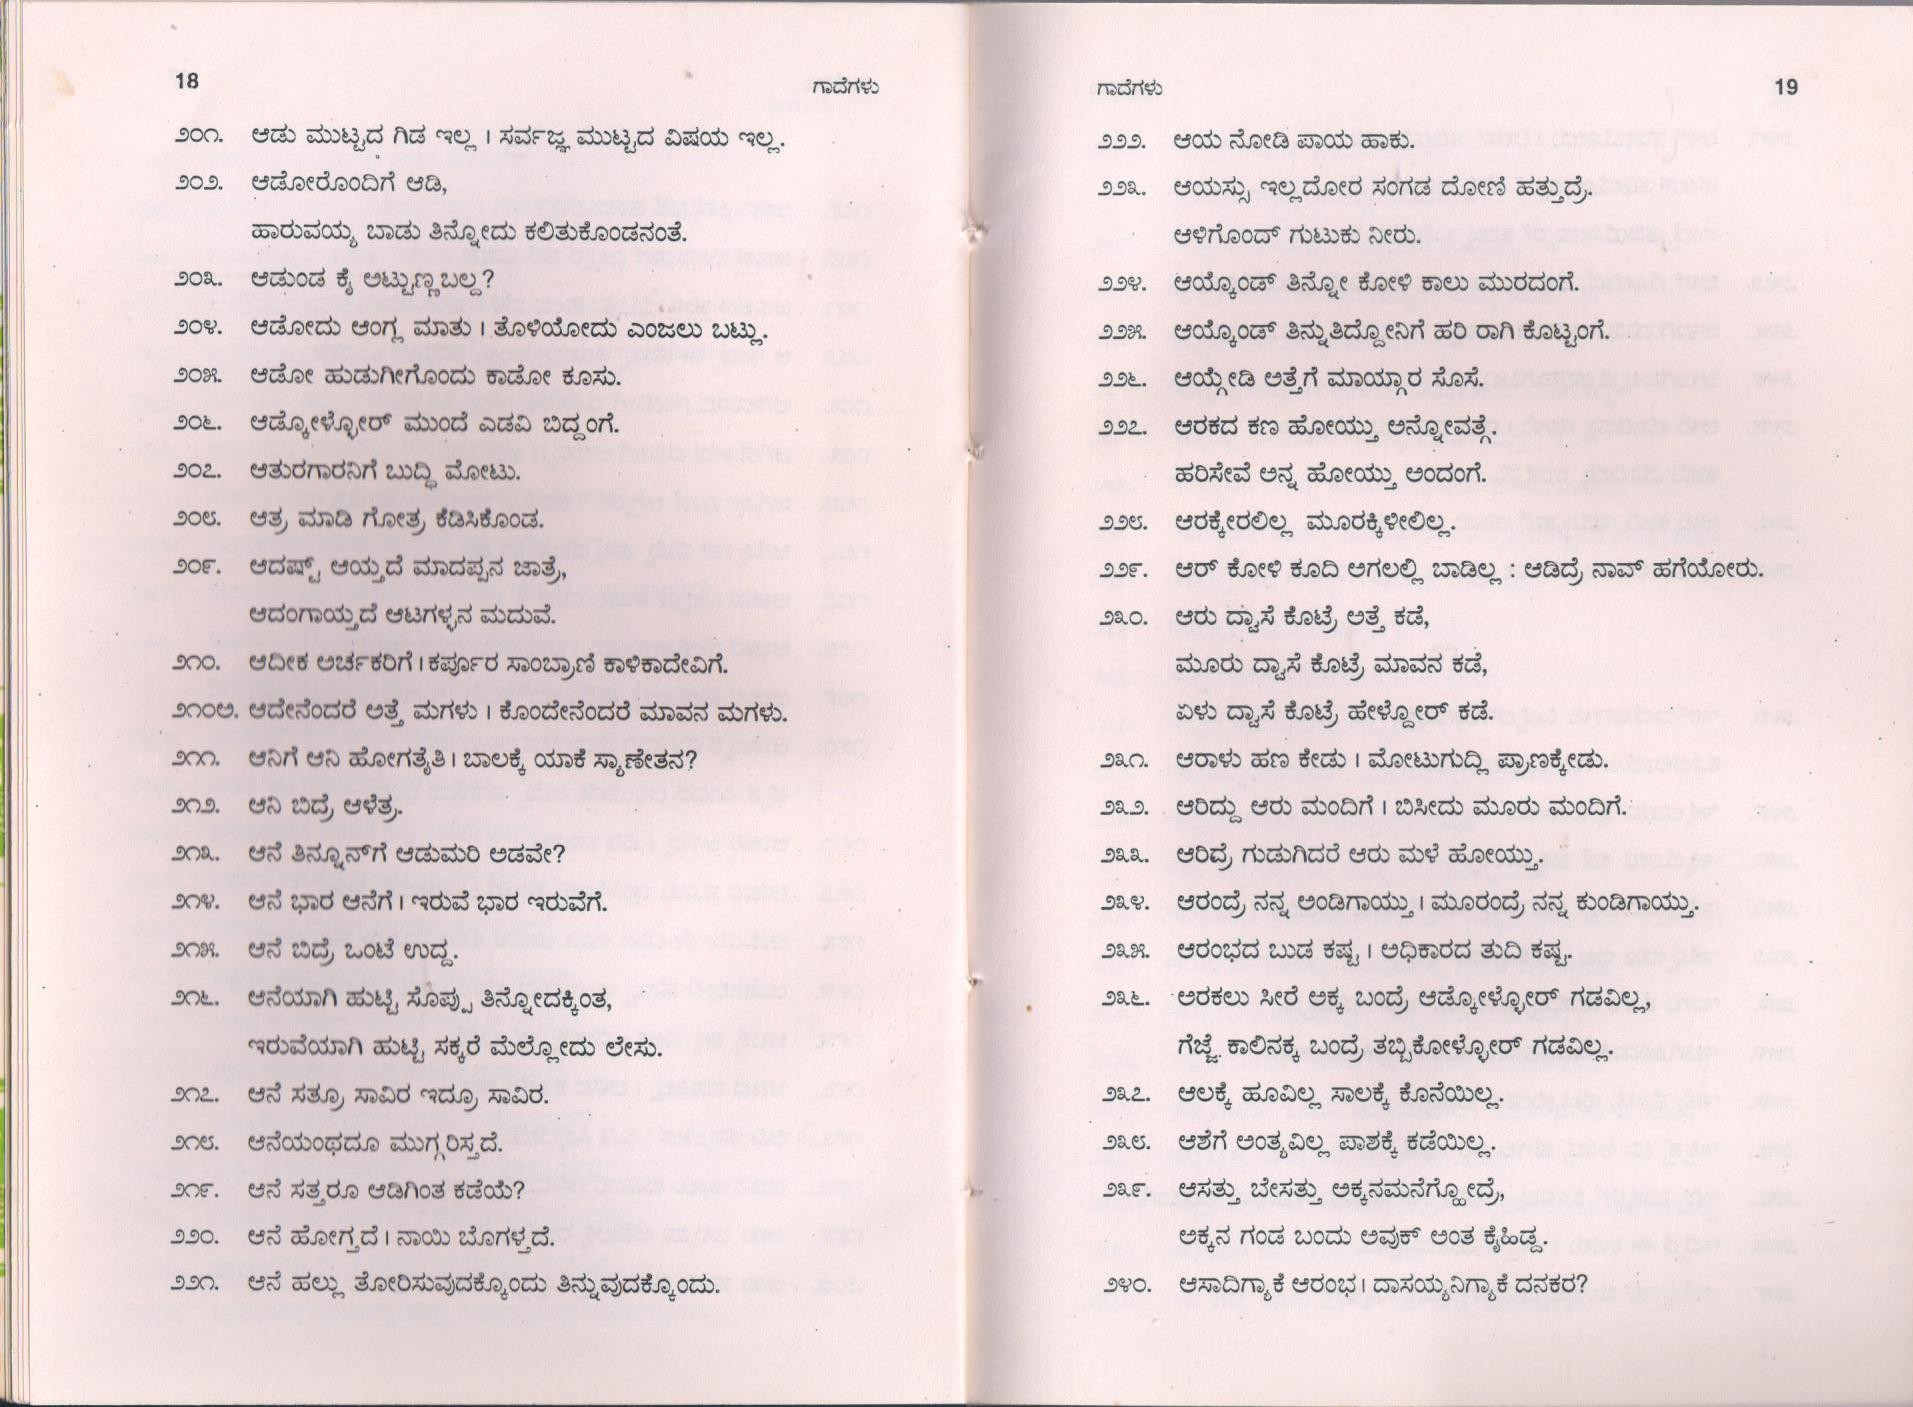 18
ಗಾದೆಗಳು
೨೦೧. ಆಡು ಮುಟ್ಟದ ಗಿಡ ಇಲ್ಲ । ಸರ್ವಜ್ಞ ಮುಟ್ಟದ ವಿಷಯ ಇಲ್ಲ.
೨೦೨. ಆಡೋರೊಂದಿಗೆ ಆಡಿ,
ಹಾರುವಯ್ಯ ಬಾಡು ತಿನ್ನೋದು ಕಲಿತುಕೊಂಡನಂತೆ.
೨೦೩. ಆಡುಂಡ ಕೈ ಅಟ್ಟುಣ್ಣಬಲ್ದ?
೨೦೪. ಆಡೋದು ಆಂಗ್ಲ ಮಾತು । ತೊಳೆಯೋದು ಎಂಜಲು ಬಟ್ಲು.
೨೦೫. ಆಡೋ ಹುಡುಗೀಗೊಂದು ಕಾಡೋ ಕೂಸು.
೨೦೬. ಆಡ್ಕೋಳ್ಳೋರ್ ಮುಂದೆ ಎಡವಿ ಬಿದ್ದಂಗೆ.
೨೦೭. ಆತುರಗಾರನಿಗೆ ಬುದ್ಧಿ ಮೋಟು.
೨೦೮. ಆತ್ರ ಮಾಡಿ ಗೋತ್ರ ಕೆಡಿಸಿಕೊಂಡ.
೨೦೯. ಆದಷ್ಟ್ ಆಯ್ತದೆ ಮಾದಪ್ಪನ ಜಾತ್ರೆ,
ಆದಂಗಾಯ್ತದೆ ಆಟಗಳ್ಳನ ಮದುವೆ.
೨೧೦. ಆದೀಕ ಅರ್ಚಕರಿಗೆ । ಕರ್ಪೂರ ಸಾಂಬ್ರಾಣಿ ಕಾಳಿಕಾದೇವಿಗೆ.
೨೧೦೮. ಆದೇನೆಂದರೆ ಅತ್ತೆ ಮಗಳು । ಕೊಂದೇನೆಂದರೆ ಮಾವನ ಮಗಳು.
೨೧೧. ಆನಿಗೆ ಆನಿ ಹೋಗತೈತಿ । ಬಾಲಕ್ಕೆ ಯಾಕೆ ಸ್ಯಾಣೇತನ?
೨೧೨. ಆನಿ ಬಿದ್ರೆ ಆಳೆತ್ರ.
೨೧೩. ಆನೆ ತಿನ್ನೂನ್‌ಗೆ ಆಡುಮರಿ ಅಡವೇ?
೨೧೪. ಆನೆ ಭಾರ ಆನೆಗೆ । ಇರುವೆ ಭಾರ ಇರುವೆಗೆ.
೨೧೫. ಆನೆ ಬಿದ್ರೆ ಒಂಟೆ ಉದ್ದ.
೨೧೬. ಆನೆಯಾಗಿ ಹುಟ್ಟಿ ಸೊಪ್ಪು ತಿನ್ನೋದಕ್ಕಿಂತ,
ಇರುವೆಯಾಗಿ ಹುಟ್ಟಿ ಸಕ್ಕರೆ ಮೆಲ್ಲೋದು ಲೇಸು.
೨೧೭. ಆನೆ ಸತ್ರೂ ಸಾವಿರ ಇದ್ರೂ ಸಾವಿರ.
೨೧೮. ಆನೆಯಂಥದೂ ಮುಗ್ಗರಿಸ್ತದೆ.
೨೧೯. ಆನೆ ಸತ್ತರೂ ಆಡಿಗಿಂತ ಕಡೆಯೆ?
೨೨೦. ಆನೆ ಹೋಗ್ತದೆ । ನಾಯಿ ಬೊಗಳ್ತದೆ.
೨೨೧. ಆನೆ ಹಲ್ಲು ತೋರಿಸುವುದಕ್ಕೊಂದು ತಿನ್ನುವುದಕ್ಕೊಂದು.
ಗಾದೆಗಳು
19
೨೨೨. ಆಯ ನೋಡಿ ಪಾಯ ಹಾಕು.
೨೨೩. ಆಯಸ್ಸು ಇಲ್ಲದೋರ ಸಂಗಡ ದೋಣಿ ಹತ್ತುದ್ರೆ.
ಆಳಿಗೊಂದ್ ಗುಟುಕು ನೀರು.
೨೨೪. ಆಯ್ಕೊಂಡ್ ತಿನ್ನೋ ಕೋಳಿ ಕಾಲು ಮುರದಂಗೆ.
೨೨೫. ಆಯ್ಕೊಂಡ್ ತಿನ್ನುತಿದ್ದೋನಿಗೆ ಹರಿ ರಾಗಿ ಕೊಟ್ಟಂಗೆ.
೨೨೬. ಆಯ್ಗೇಡಿ ಅತ್ತೆಗೆ ಮಾಯ್ಗಾರ ಸೊಸೆ.
೨೨೭. ಆರಕದ ಕಣ ಹೋಯ್ತು ಅನ್ನೋವತ್ಗೆ.
ಹರಿಸೇವೆ ಅನ್ನ ಹೋಯ್ತು ಅಂದಂಗೆ.
೨೨೮. ಆರಕ್ಕೇರಲಿಲ್ಲ ಮೂರಕ್ಕಿಳೀಲಿಲ್ಲ.
೨೨೯. ಆರ್ ಕೋಳಿ ಕೂದಿ ಅಗಲಲ್ಲಿ ಬಾಡಿಲ್ಲ : ಆಡಿದ್ರೆ ನಾವ್ ಹಗೆಯೋರು.
೨೩೦. ಆರು ದ್ವಾಸೆ ಕೊಟ್ರೆ ಅತ್ತೆ ಕಡೆ,
ಮೂರು ದ್ವಾಸೆ ಕೊಟ್ರೆ ಮಾವನ ಕಡೆ,
ಏಳು ದ್ವಾಸೆ ಕೊಟ್ರೆ ಹೇಳ್ದೋರ್ ಕಡೆ.
೨೩೧. ಆರಾಳು ಹಣ ಕೇಡು । ಮೋಟುಗುದ್ಲಿ ಪ್ರಾಣಕ್ಕೇಡು.
೨೩೨. ಆರಿದ್ದು ಆರು ಮಂದಿಗೆ । ಬಿಸೀದು ಮೂರು ಮಂದಿಗೆ.
೨೩೩. ಆರಿದ್ರೆ ಗುಡುಗಿದರೆ ಆರು ಮಳೆ ಹೋಯ್ತು.
೨೩೪. ಆರಂದ್ರೆ ನನ್ನ ಅಂಡಿಗಾಯ್ತು । ಮೂರಂದ್ರೆ ನನ್ನ ಕುಂಡಿಗಾಯ್ತು.
೨೩೫. ಆರಂಭದ ಬುಡ ಕಷ್ಟ । ಅಧಿಕಾರದ ತುದಿ ಕಷ್ಟ.
೨೩೬. ಅರಕಲು ಸೀರೆ ಅಕ್ಕ ಬಂದ್ರೆ ಆಡ್ಕೋಳ್ಳೋರ್ ಗಡವಿಲ್ಲ,
ಗೆಜ್ಜೆ ಕಾಲಿನಕ್ಕ ಬಂದ್ರೆ ತಬ್ಬಿಕೋಳ್ಳೋರ್ ಗಡವಿಲ್ಲ.
೨೩೭. ಆಲಕ್ಕೆ ಹೂವಿಲ್ಲ ಸಾಲಕ್ಕೆ ಕೊನೆಯಿಲ್ಲ.
೨೩೮. ಆಶೆಗೆ ಅಂತ್ಯವಿಲ್ಲ ಪಾಶಕ್ಕೆ ಕಡೆಯಿಲ್ಲ.
೨೩೯. ಆಸತ್ತು ಬೇಸತ್ತು ಅಕ್ಕನಮನೆಗ್ಹೋದ್ರೆ,
ಅಕ್ಕನ ಗಂಡ ಬಂದು ಅವುಕ್ ಅಂತ ಕೈಹಿಡ್ದ.
೨೪೦. ಆಸಾದಿಗ್ಯಾಕೆ ಆರಂಭ । ದಾಸಯ್ಯನಿಗ್ಯಾಕೆ ದನಕರ?